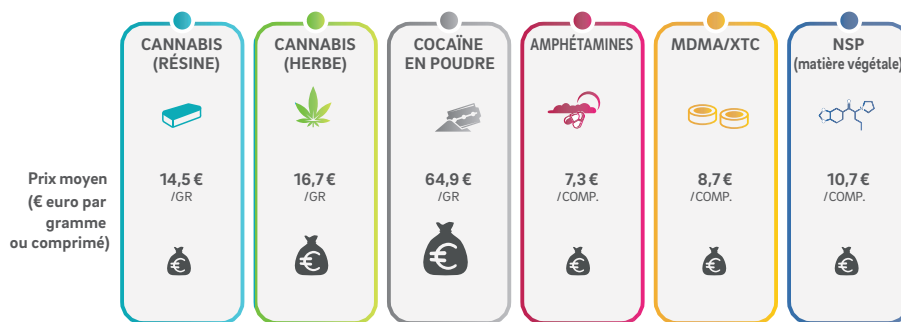 CANNABIS
(RÉSINE)
CANNABIS
(HERBE)
COCAÏNE
EN POUDRE
AMPHÉTAMINES
MDMA/XTC
NSP
(matière végétale)
Prix moyen
(€ euro par
gramme
ou comprimé)
14,5 €
/GR
16,7 €
/GR
64,9 €
/GR
7,3 €
/COMP.
8,7 €
/COMP.
10,7 €
/COMP.
€
€
€
€
€
€